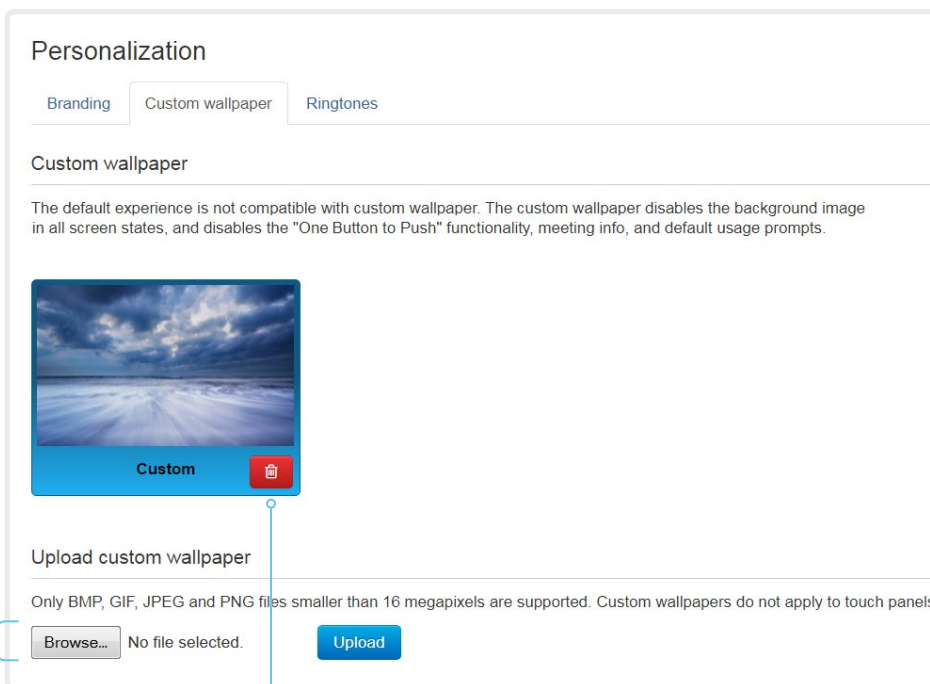 Personalization
Branding Custom wallpaper Ringtones
Custom wallpaper
The default experience is not compatible with custom wallpaper. The custom wallpaper disables the background image
in all screen states, and disables the "One Button to Push" functionality, meeting info, and default usage prompts.
Custom
Upload custom wallpaper
Only BMP, GIF, JPEG and PNG files smaller than 16 megapixels are supported. Custom wallpapers do not apply to touch panels
Browse... No file selected. Upload